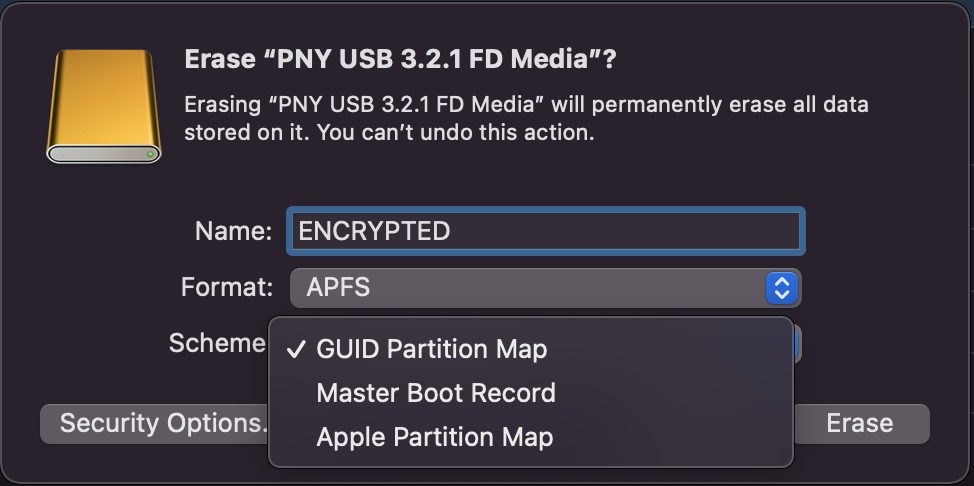 Erase “PNY USB 3.2.1 FD Media”?
Erasing “PNY USB 3.2.1 FD Media” will permanently erase all data
stored on it. You can’t undo this action.
Name: ENCRYPTED
Format: APFS
Scheme
✓ GUID Partition Map
Master Boot Record
Apple Partition Map
Security Options.
Erase